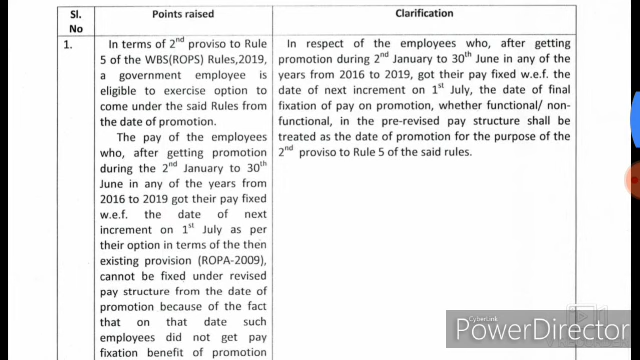 Sl. No
Points raised
Clarification
1.
In terms of 2nd proviso to Rule
5 of the WBS(ROPS) Rules,2019,
a government employee is
eligible to exercise option to
come under the said Rules from
the date of promotion.
The pay of the employees
who, after getting promotion
during the 2nd January to 30th
June in any of the years from
2016 to 2019 got their pay fixed
w.e.f. the date of next
increment on 1st July as per
their option in terms of the then
existing provision (ROPA-2009),
cannot be fixed under revised
pay structure from the date of
promotion because of the fact
that on that date such
employees did not get pay
fixation benefit of promotion
In respect of the employees who, after getting
promotion during 2nd January to 30th June in any of the
years from 2016 to 2019, got their pay fixed w.e.f. the
date of next increment on 1st July, the date of final
fixation of pay on promotion, whether functional/ non-
functional, in the pre-revised pay structure shall be
treated as the date of promotion for the purpose of the
2nd proviso to Rule 5 of the said rules.
CyberLink
PowerDirector